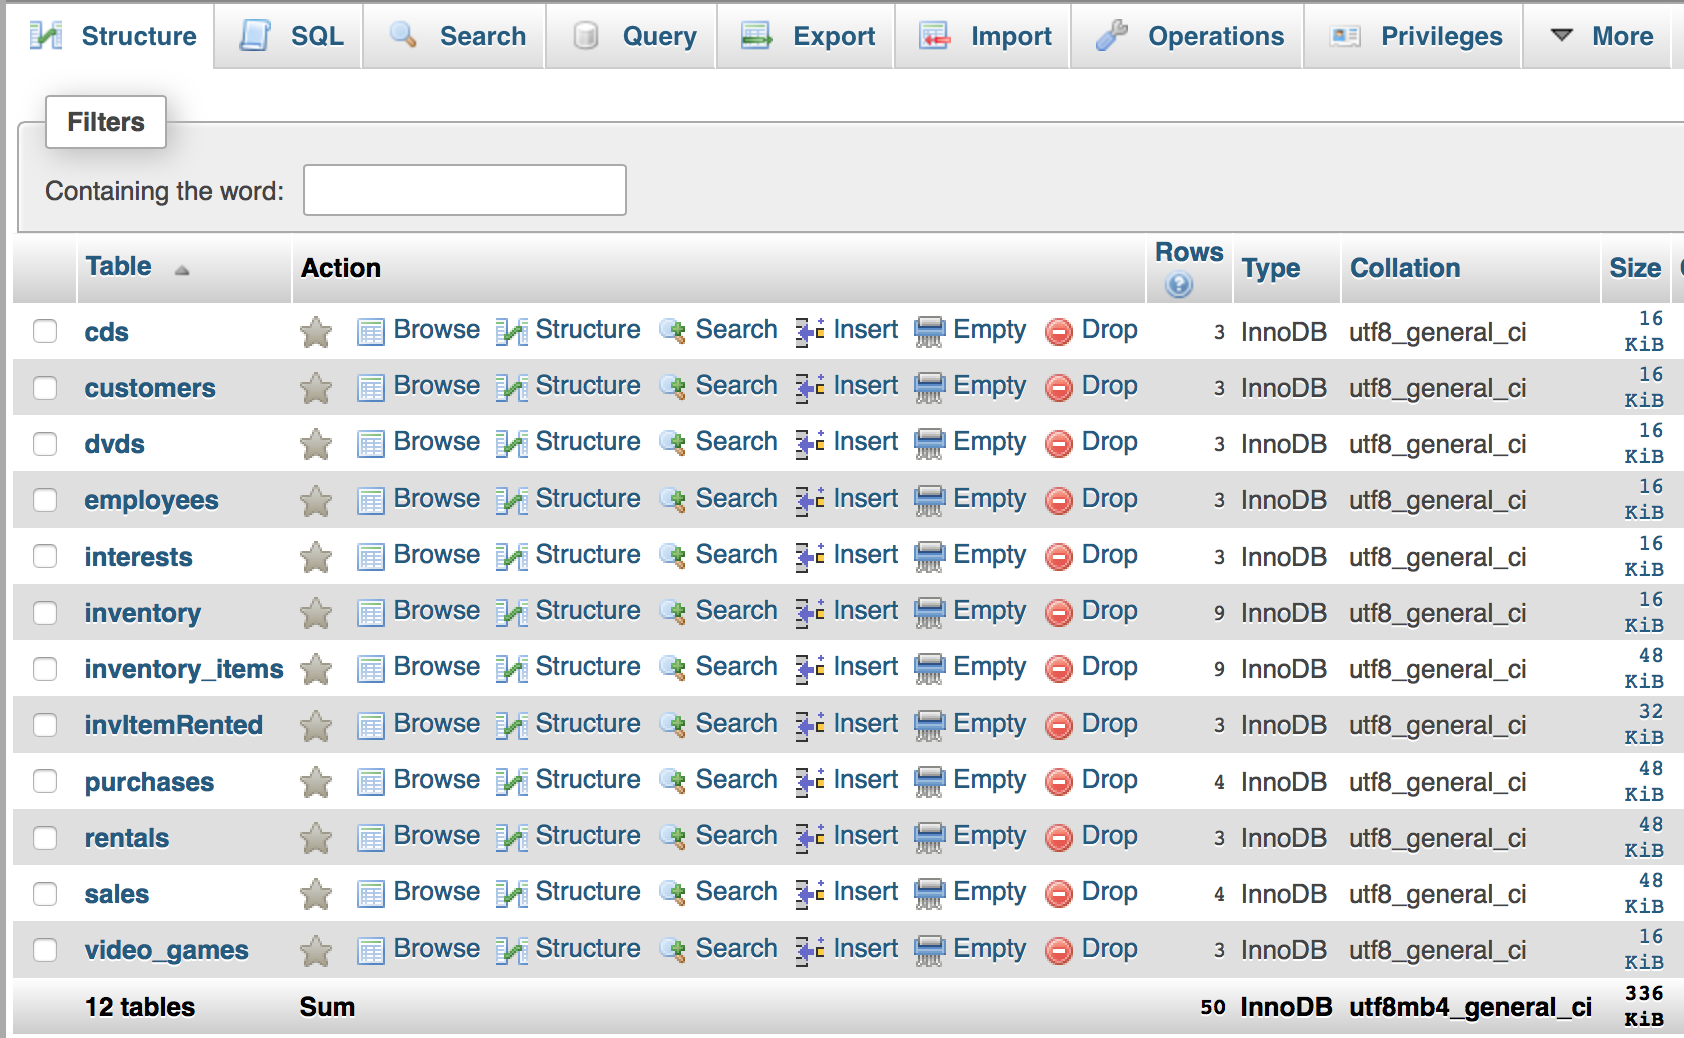 Structure SQL Search Query Export Import Operations Privileges More
Filters
Containing the word:
Table Action Rows Type Collation Size
cds Browse Structure Search Insert Empty Drop 3 InnoDB utf8_general_ci 16 KiB
customers Browse Structure Search Insert Empty Drop 3 InnoDB utf8_general_ci 16 KiB
dvds Browse Structure Search Insert Empty Drop 3 InnoDB utf8_general_ci 16 KiB
employees Browse Structure Search Insert Empty Drop 3 InnoDB utf8_general_ci 16 KiB
interests Browse Structure Search Insert Empty Drop 3 InnoDB utf8_general_ci 16 KiB
inventory Browse Structure Search Insert Empty Drop 9 InnoDB utf8_general_ci 16 KiB
inventory_items Browse Structure Search Insert Empty Drop 9 InnoDB utf8_general_ci 48 KiB
invItemRented Browse Structure Search Insert Empty Drop 3 InnoDB utf8_general_ci 32 KiB
purchases Browse Structure Search Insert Empty Drop 4 InnoDB utf8_general_ci 48 KiB
rentals Browse Structure Search Insert Empty Drop 3 InnoDB utf8_general_ci 48 KiB
sales Browse Structure Search Insert Empty Drop 4 InnoDB utf8_general_ci 48 KiB
video_games Browse Structure Search Insert Empty Drop 3 InnoDB utf8_general_ci 16 KiB
12 tables Sum 50 InnoDB utf8mb4_general_ci 336 KiB